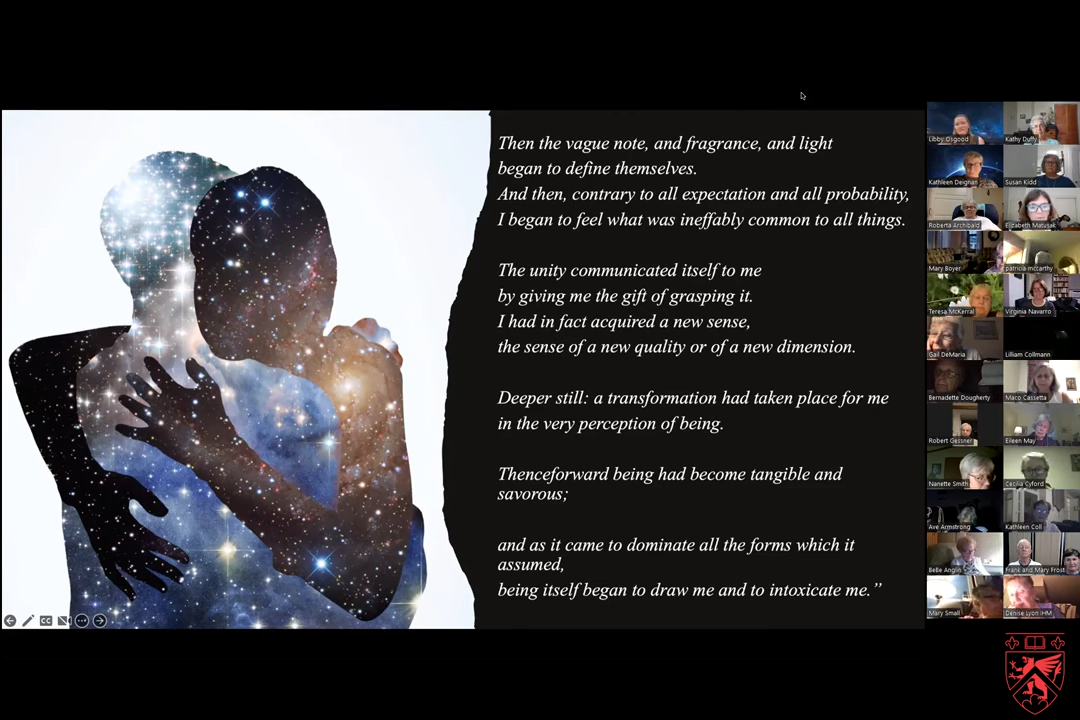 Then the vague note, and fragrance, and light
began to define themselves.
And then, contrary to all expectation and all probability,
I began to feel what was ineffably common to all things.
The unity communicated itself to me
by giving me the gift of grasping it.
I had in fact acquired a new sense,
the sense of a new quality or of a new dimension.
Deeper still: a transformation had taken place for me
in the very perception of being.
Thenceforward being had become tangible and
savorous;
and as it came to dominate all the forms which it
assumed,
being itself began to draw me and to intoxicate me.”
CC
Libby Osgood
Kathy Duffy
Kathleen Deignan
Susan Kidd
Roberta Archibald
Elizabeth Matusiak
Mary Boyer
patricia mccarthy
Teresa McKerral
Virginia Navarro
Gail DeMaria
Lilliam Collmann
Bernadette Dougherty
Maco Cassetta
Robert Gessner
Eileen May
Nanette Smith
Cecilia Cyford
Ave Armstrong
Kathleen Coll
Belle Anglin
Frank and Mary Frost
Mary Small
Denise Lyon IHM